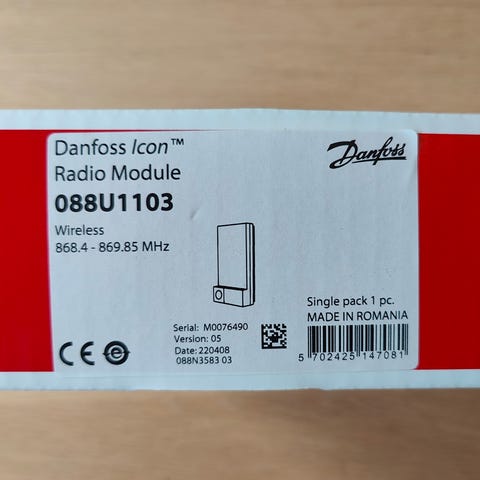 Danfoss Icon™
Radio Module
088U1103
Wireless
868.4 - 869.85 MHz
Danfoss
Single pack 1 pc.
MADE IN ROMANIA
Serial: M0076490
Version: 05
Date: 220408
088N3583 03
5 702425 147081
CE